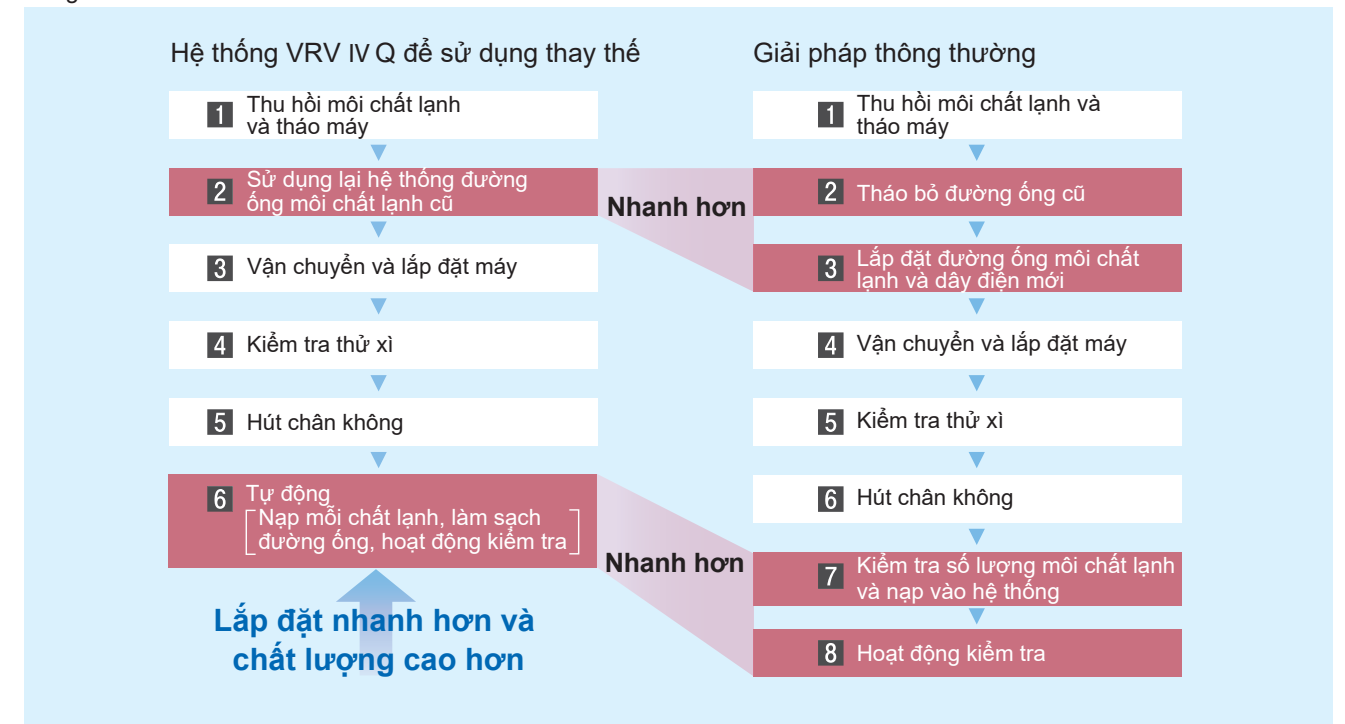 Hệ thống VRV IV Q để sử dụng thay thế
1 Thu hồi môi chất lạnh
và tháo máy
2 Sử dụng lại hệ thống đường
ống môi chất lạnh cũ
3 Vận chuyển và lắp đặt máy
4 Kiểm tra thử xì
5 Hút chân không
6 Tự động
Nạp mỗi chất lạnh, làm sạch
đường ống, hoạt động kiểm tra
Lắp đặt nhanh hơn và
chất lượng cao hơn
Nhanh hơn
Nhanh hơn
Giải pháp thông thường
1 Thu hồi môi chất lạnh và
tháo máy
2 Tháo bỏ đường ống cũ
3 Lắp đặt đường ống môi chất
lạnh và dây điện mới
4 Vận chuyển và lắp đặt máy
5 Kiểm tra thử xì
6 Hút chân không
7 Kiểm tra số lượng môi chất lạnh
và nạp vào hệ thống
8 Hoạt động kiểm tra